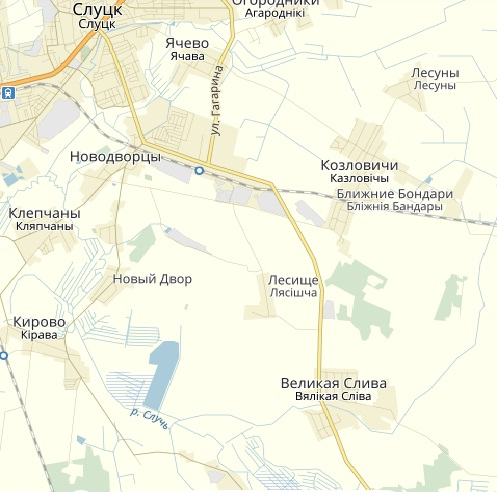 Огородники
Агароднікі
Слуцк
Слуцк
Ячево
Ячава
ул. Гагарина
Лесуны
Лесуны
Новодворцы
Козловичи
Казловічы
Ближние Бондари
Бліжнія Бандары
Клепчаны
Кляпчаны
Новый Двор
Лесище
Лясішча
Кирово
Кірава
Великая Слива
Вялікая Сліва
р. Случь